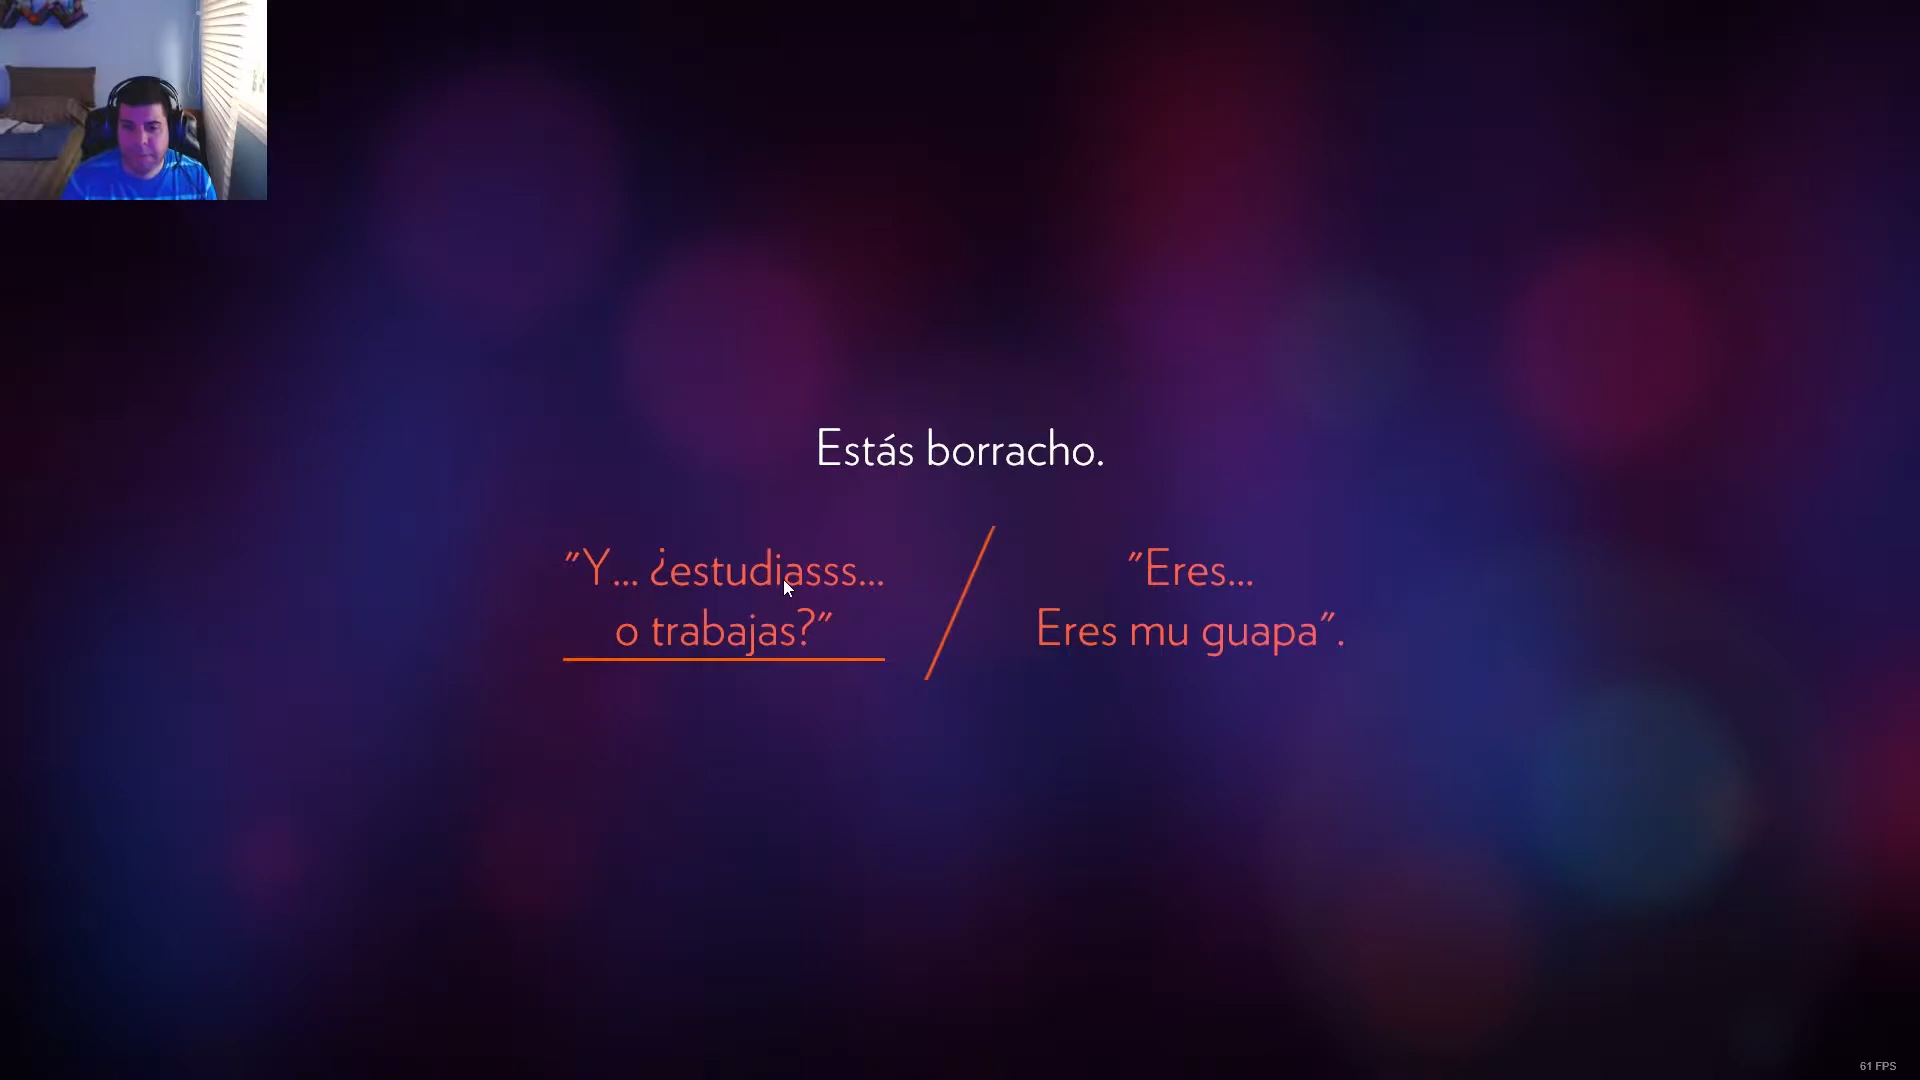 Estás borracho.
"Y... ¿estudiasss...
o trabajas?"
"Eres...
Eres mu guapa".
61 FPS